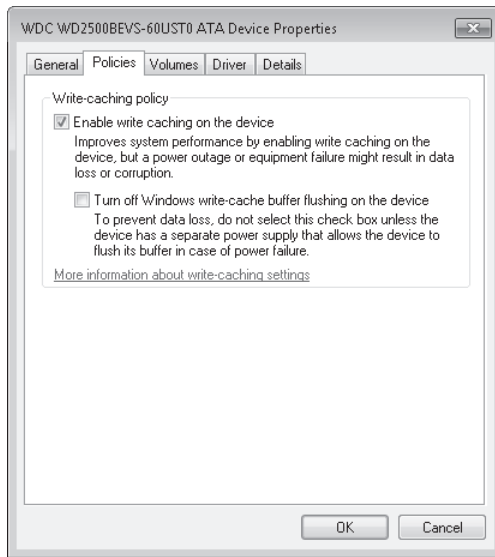 WDC WD2500BEVS-60UST0 ATA Device Properties
General Policies Volumes Driver Details
Write-caching policy
Enable write caching on the device
Improves system performance by enabling write caching on the
device, but a power outage or equipment failure might result in data
loss or corruption.
Turn off Windows write-cache buffer flushing on the device
To prevent data loss, do not select this check box unless the
device has a separate power supply that allows the device to
flush its buffer in case of power failure.
More information about write-caching settings
OK Cancel